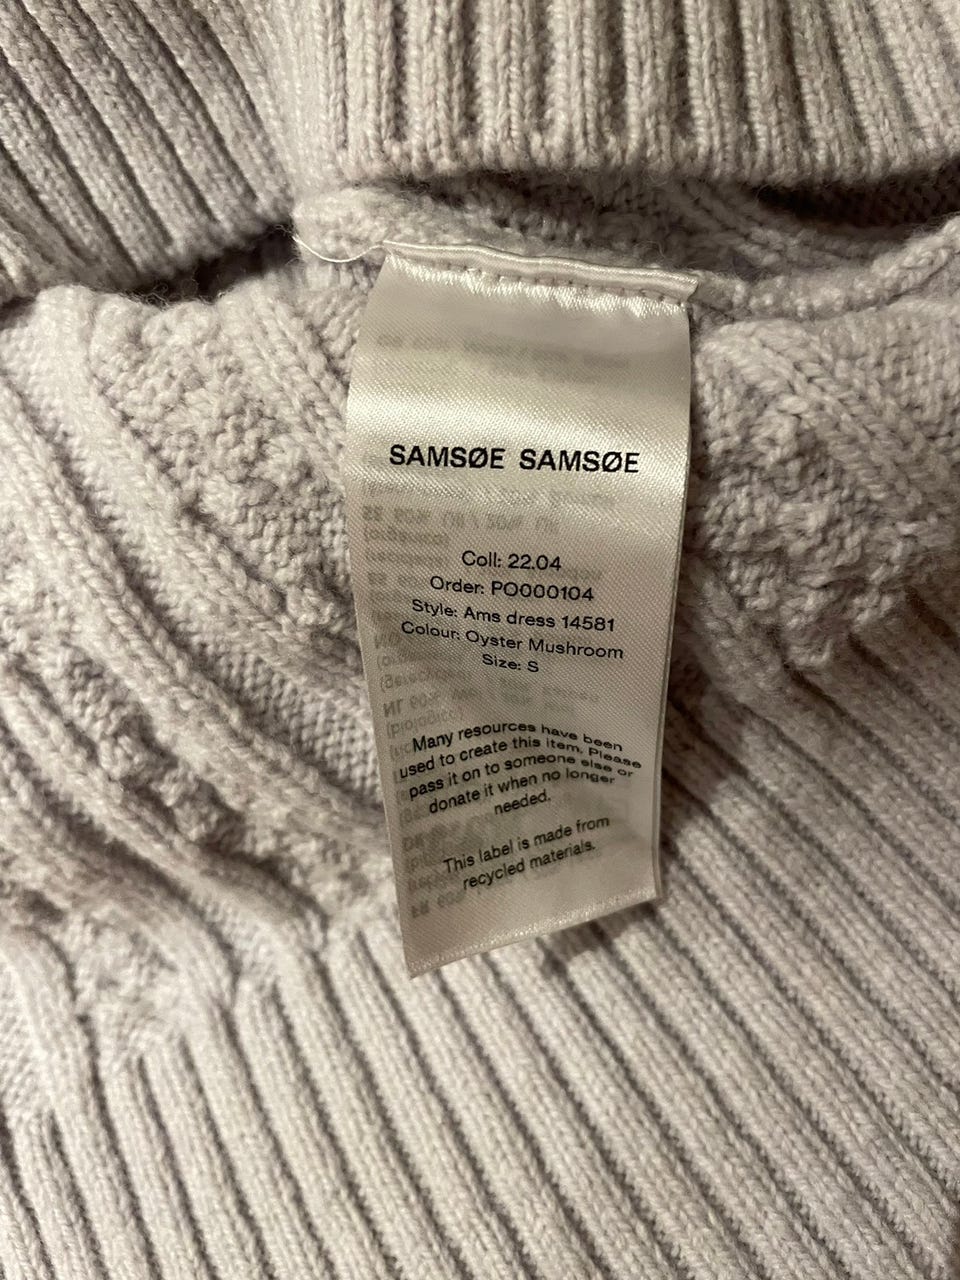 SAMSØE SAMSØE
Coll: 22.04
Order: PO000104
Style: Ams dress 14581
Colour: Oyster Mushroom
Size: S
Many resources have been
used to create this item. Please
pass it on to someone else or
donate it when no longer
needed.
This label is made from
recycled materials.